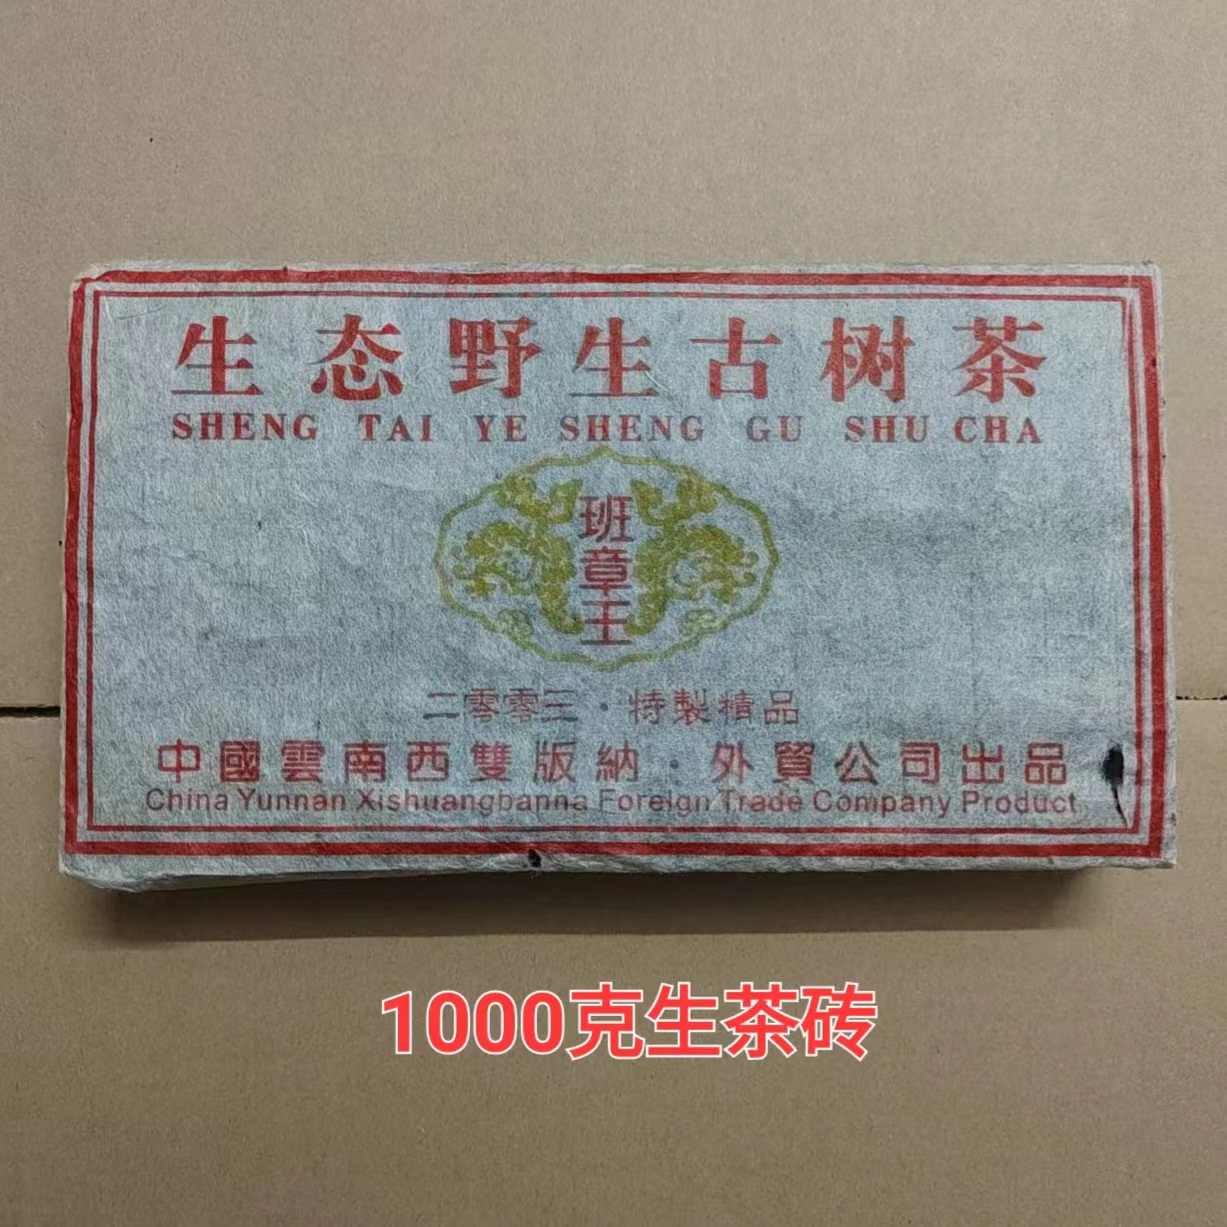 生态野生古树茶
SHENG TAI YE SHENG GU SHU CHA
班章王
二零零三·特製精品
中國雲南西雙版納·外貿公司出品
China Yunnan Xishuangbanna Foreign Trade Company Product
1000克生茶砖